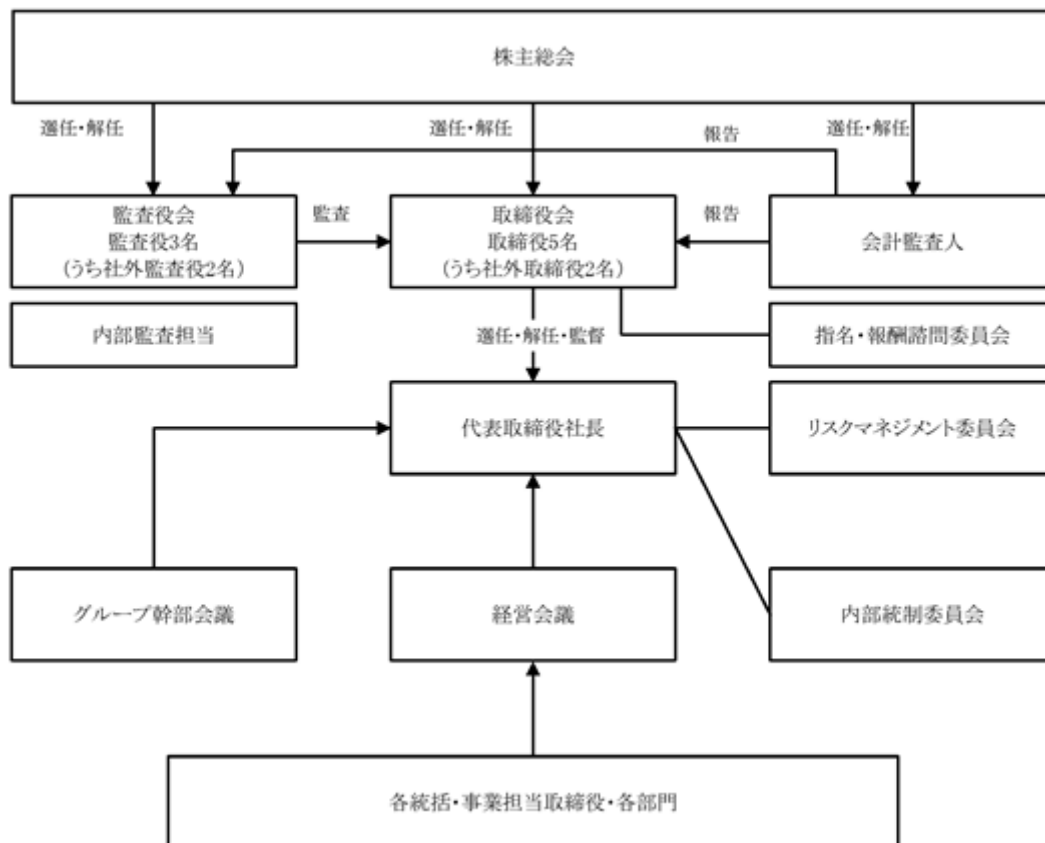 株主総会
選任・解任
選任・解任
報告
選任・解任
監査役会
監査役3名
(うち社外監査役2名)
監査
取締役会
取締役5名
(うち社外取締役2名)
報告
会計監査人
内部監査担当
選任・解任・監督
指名・報酬諮問委員会
代表取締役社長
リスクマネジメント委員会
グループ幹部会議
経営会議
内部統制委員会
各統括・事業担当取締役・各部門